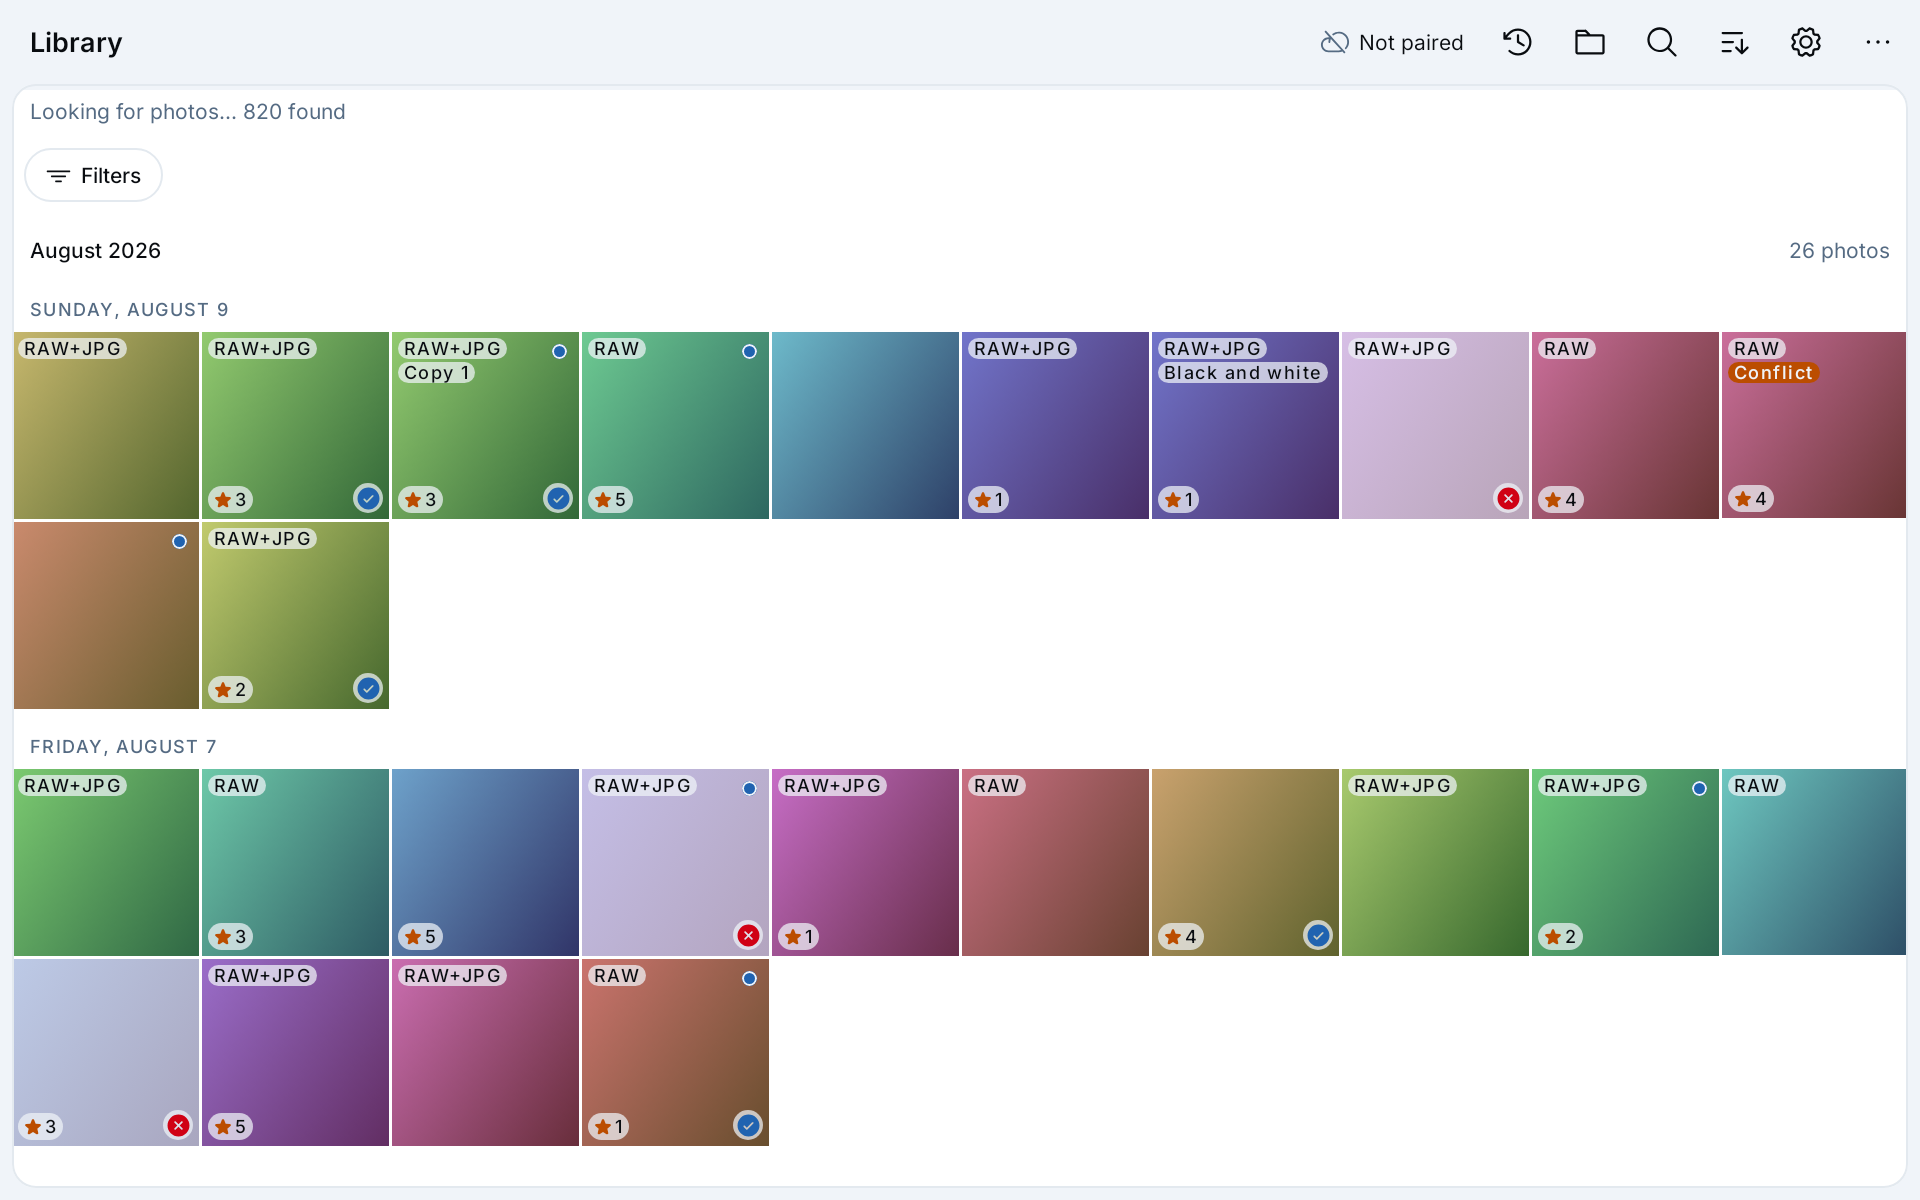 Library
Not paired
Looking for photos... 820 found
Filters
August 2026
26 photos
SUNDAY, AUGUST 9
RAW+JPG
RAW+JPG
3
RAW+JPG
Copy 1
3
RAW
5
RAW+JPG
1
RAW+JPG
Black and white
1
RAW+JPG
RAW
4
RAW
Conflict
4
RAW+JPG
2
FRIDAY, AUGUST 7
RAW+JPG
RAW
3
5
RAW+JPG
RAW+JPG
1
RAW
4
RAW+JPG
RAW+JPG
2
RAW
3
RAW+JPG
5
RAW+JPG
RAW
1